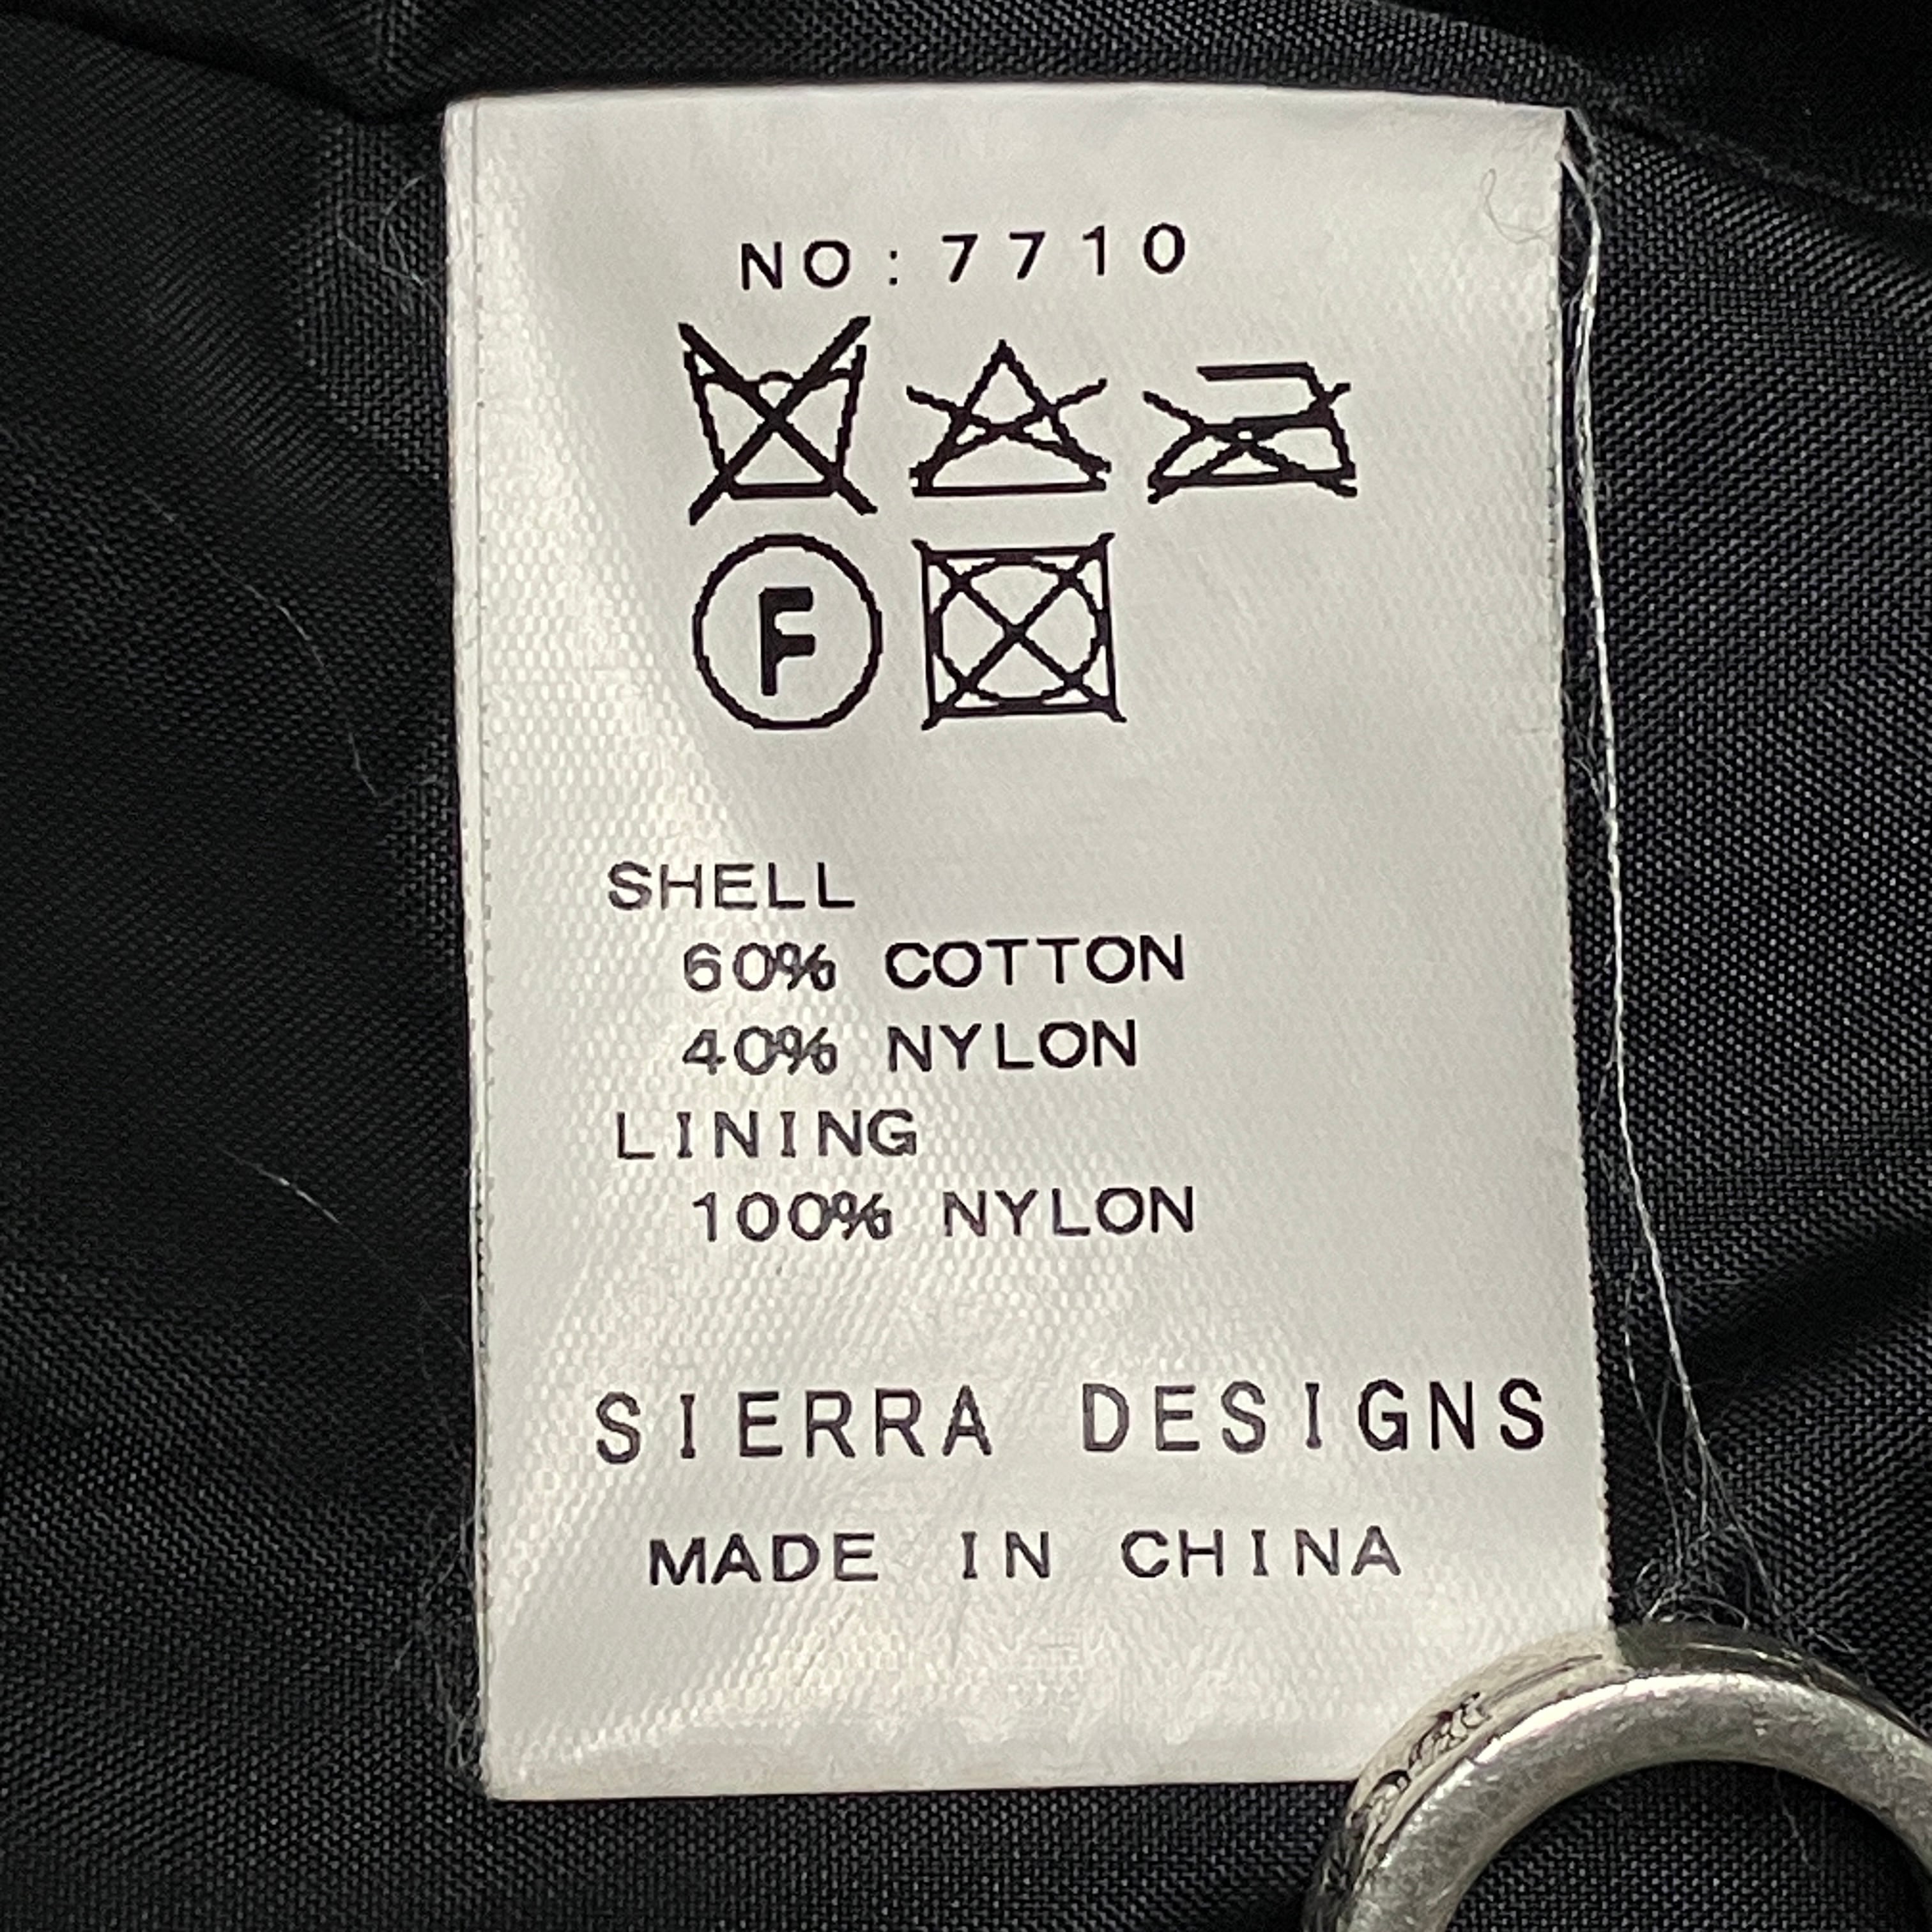 NO:7710
F
SHELL
60% COTTON
40% NYLON
LINING
100% NYLON
SIERRA DESIGNS
MADE IN CHINA